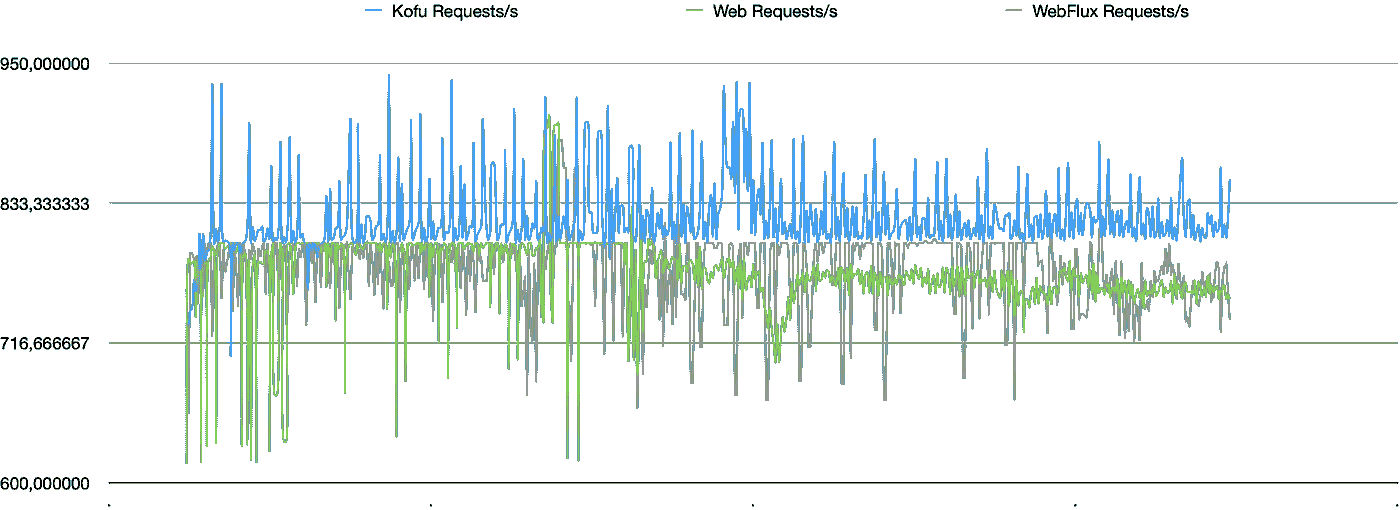 Kofu Requests/s Web Requests/s WebFlux Requests/s
950,000000
833,333333
716,666667
600,000000